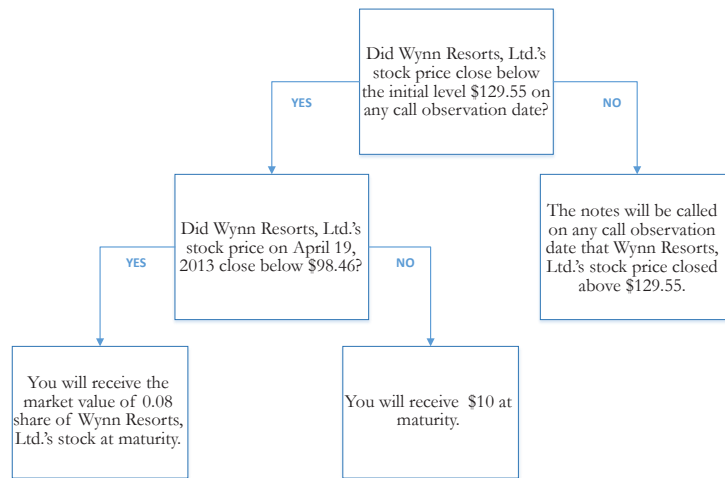 Did Wynn Resorts, Ltd.'s
stock price close below
the initial level $129.55 on
any call observation date?
YES
NO
Did Wynn Resorts, Ltd.'s
stock price on April 19,
2013 close below $98.46?
The notes will be called
on any call observation
date that Wynn Resorts,
Ltd.'s stock price closed
above $129.55.
YES
NO
You will receive the
market value of 0.08
share of Wynn Resorts,
Ltd.'s stock at maturity.
You will receive $10 at
maturity.